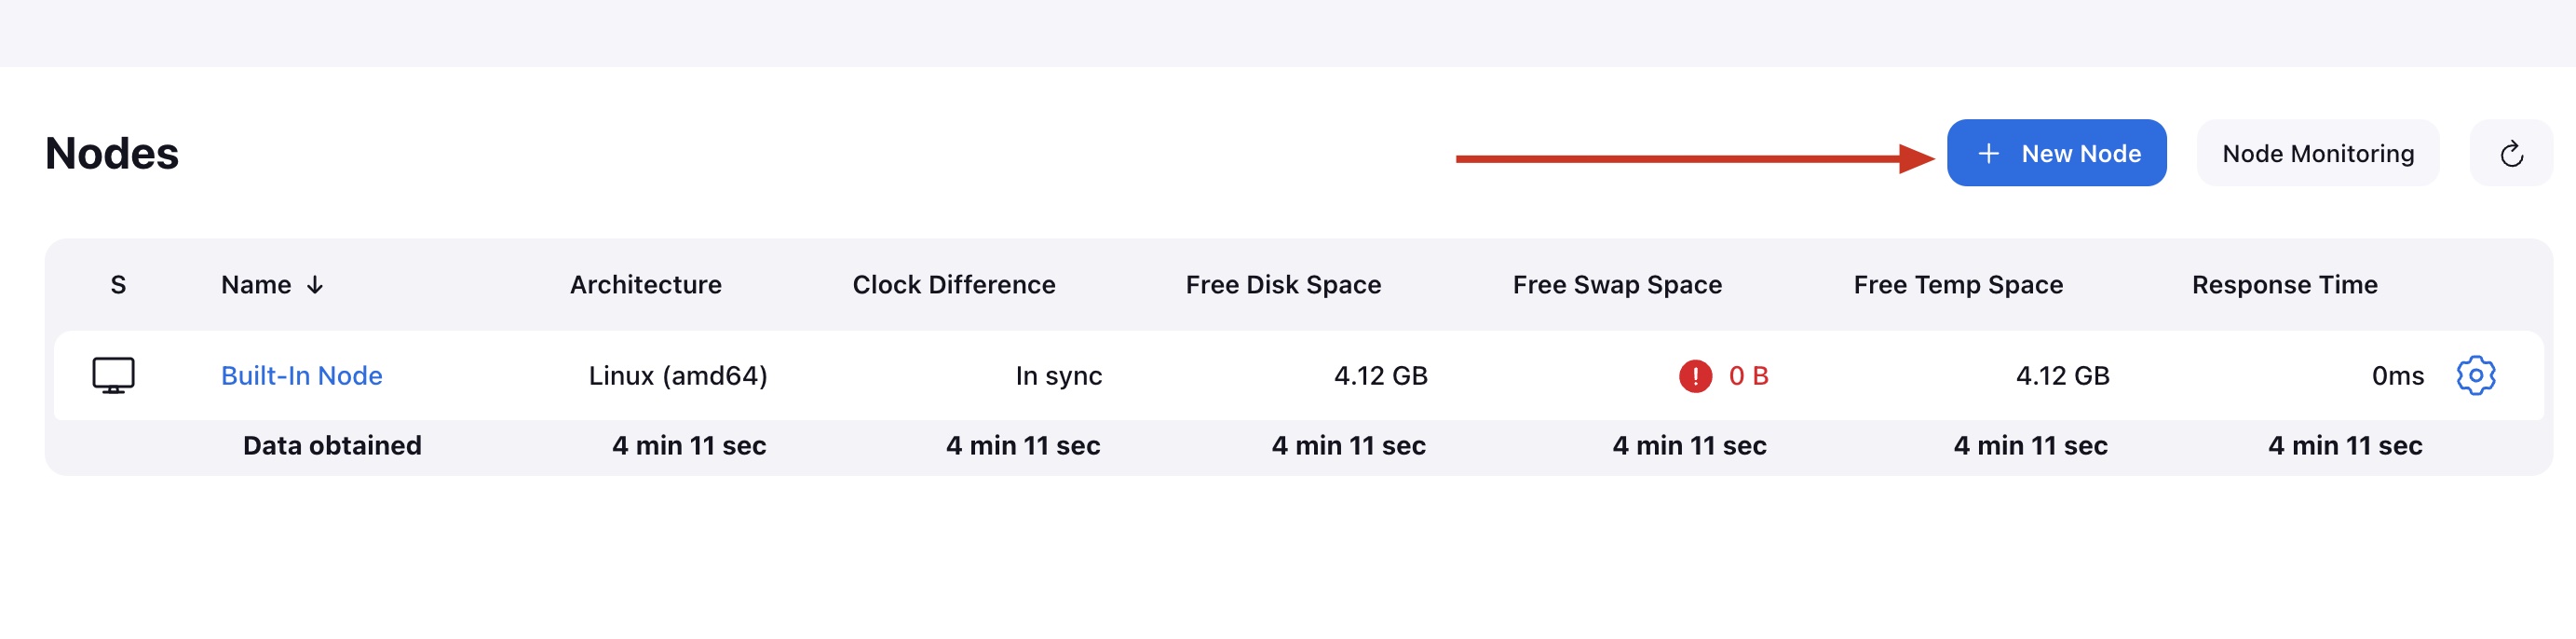 Nodes
+ New Node
Node Monitoring
S Name ↓ Architecture Clock Difference Free Disk Space Free Swap Space Free Temp Space Response Time
Built-In Node Linux (amd64) In sync 4.12 GB ! 0 B 4.12 GB 0ms
Data obtained 4 min 11 sec 4 min 11 sec 4 min 11 sec 4 min 11 sec 4 min 11 sec 4 min 11 sec